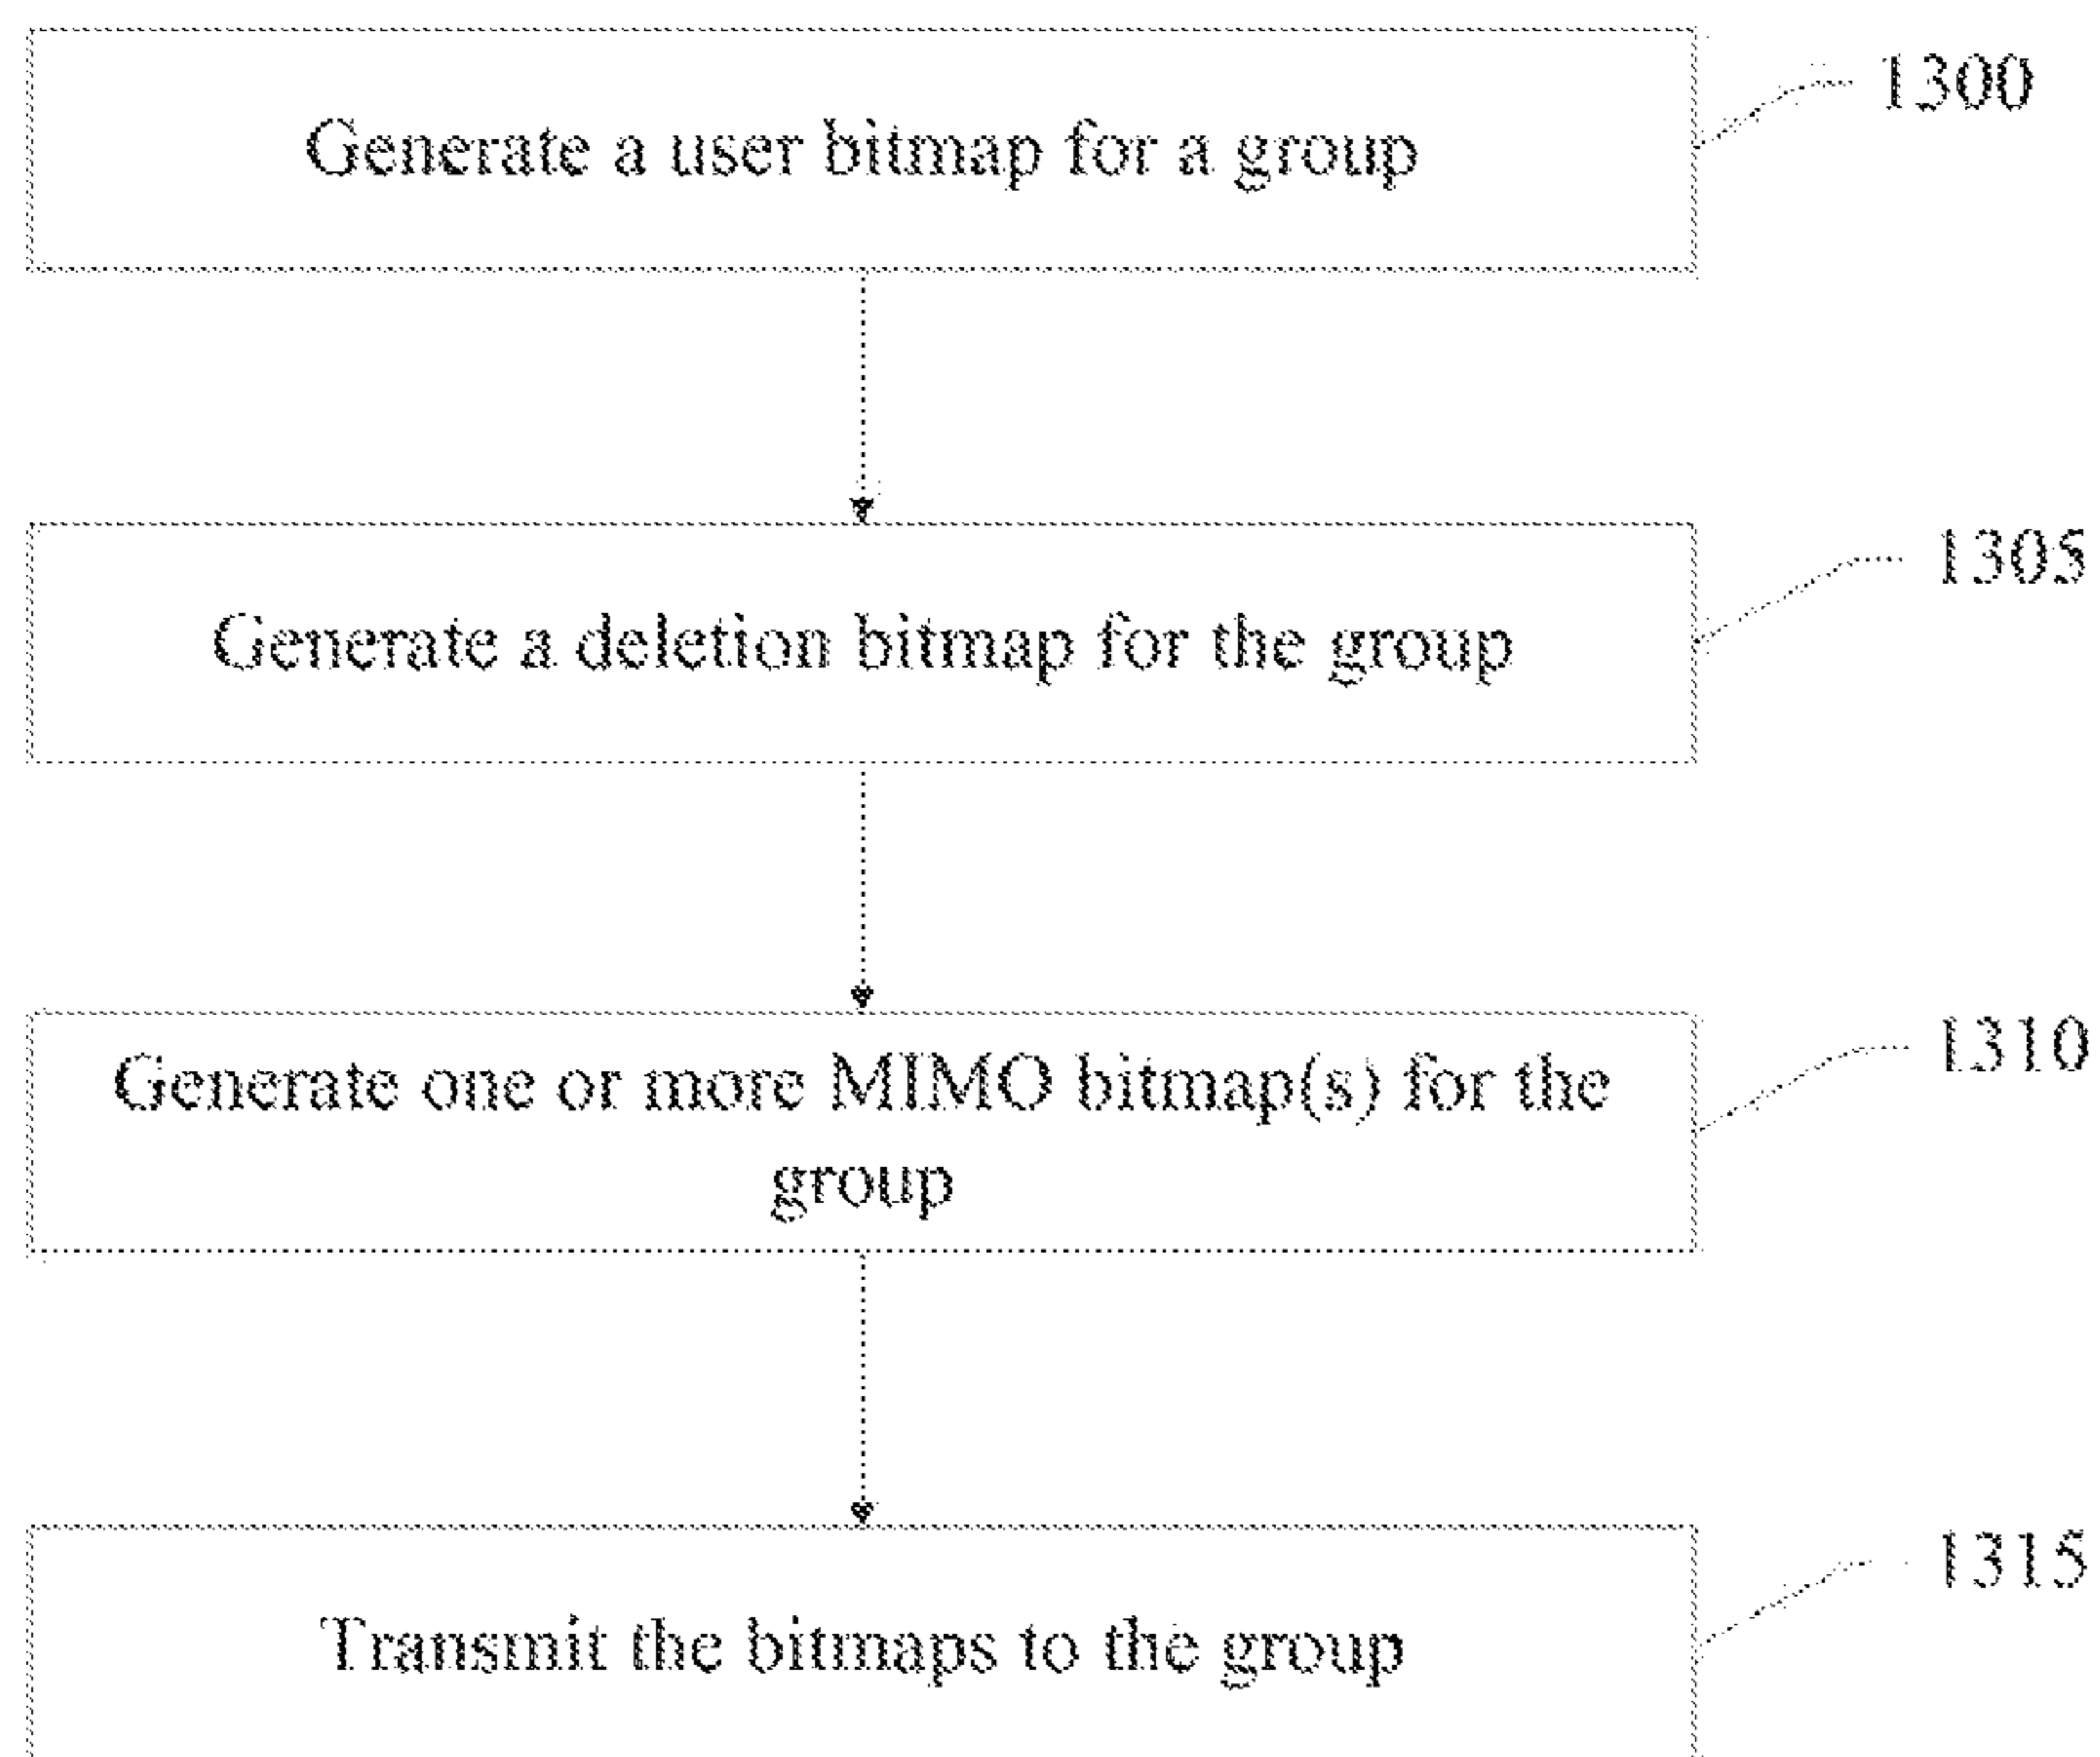 Generate a user bitmap for a group
1300
Generate a deletion bitmap for the group
1305
Generate one or more MIMO bitmap(s) for the
group
1310
Transmit the bitmaps to the group
1315